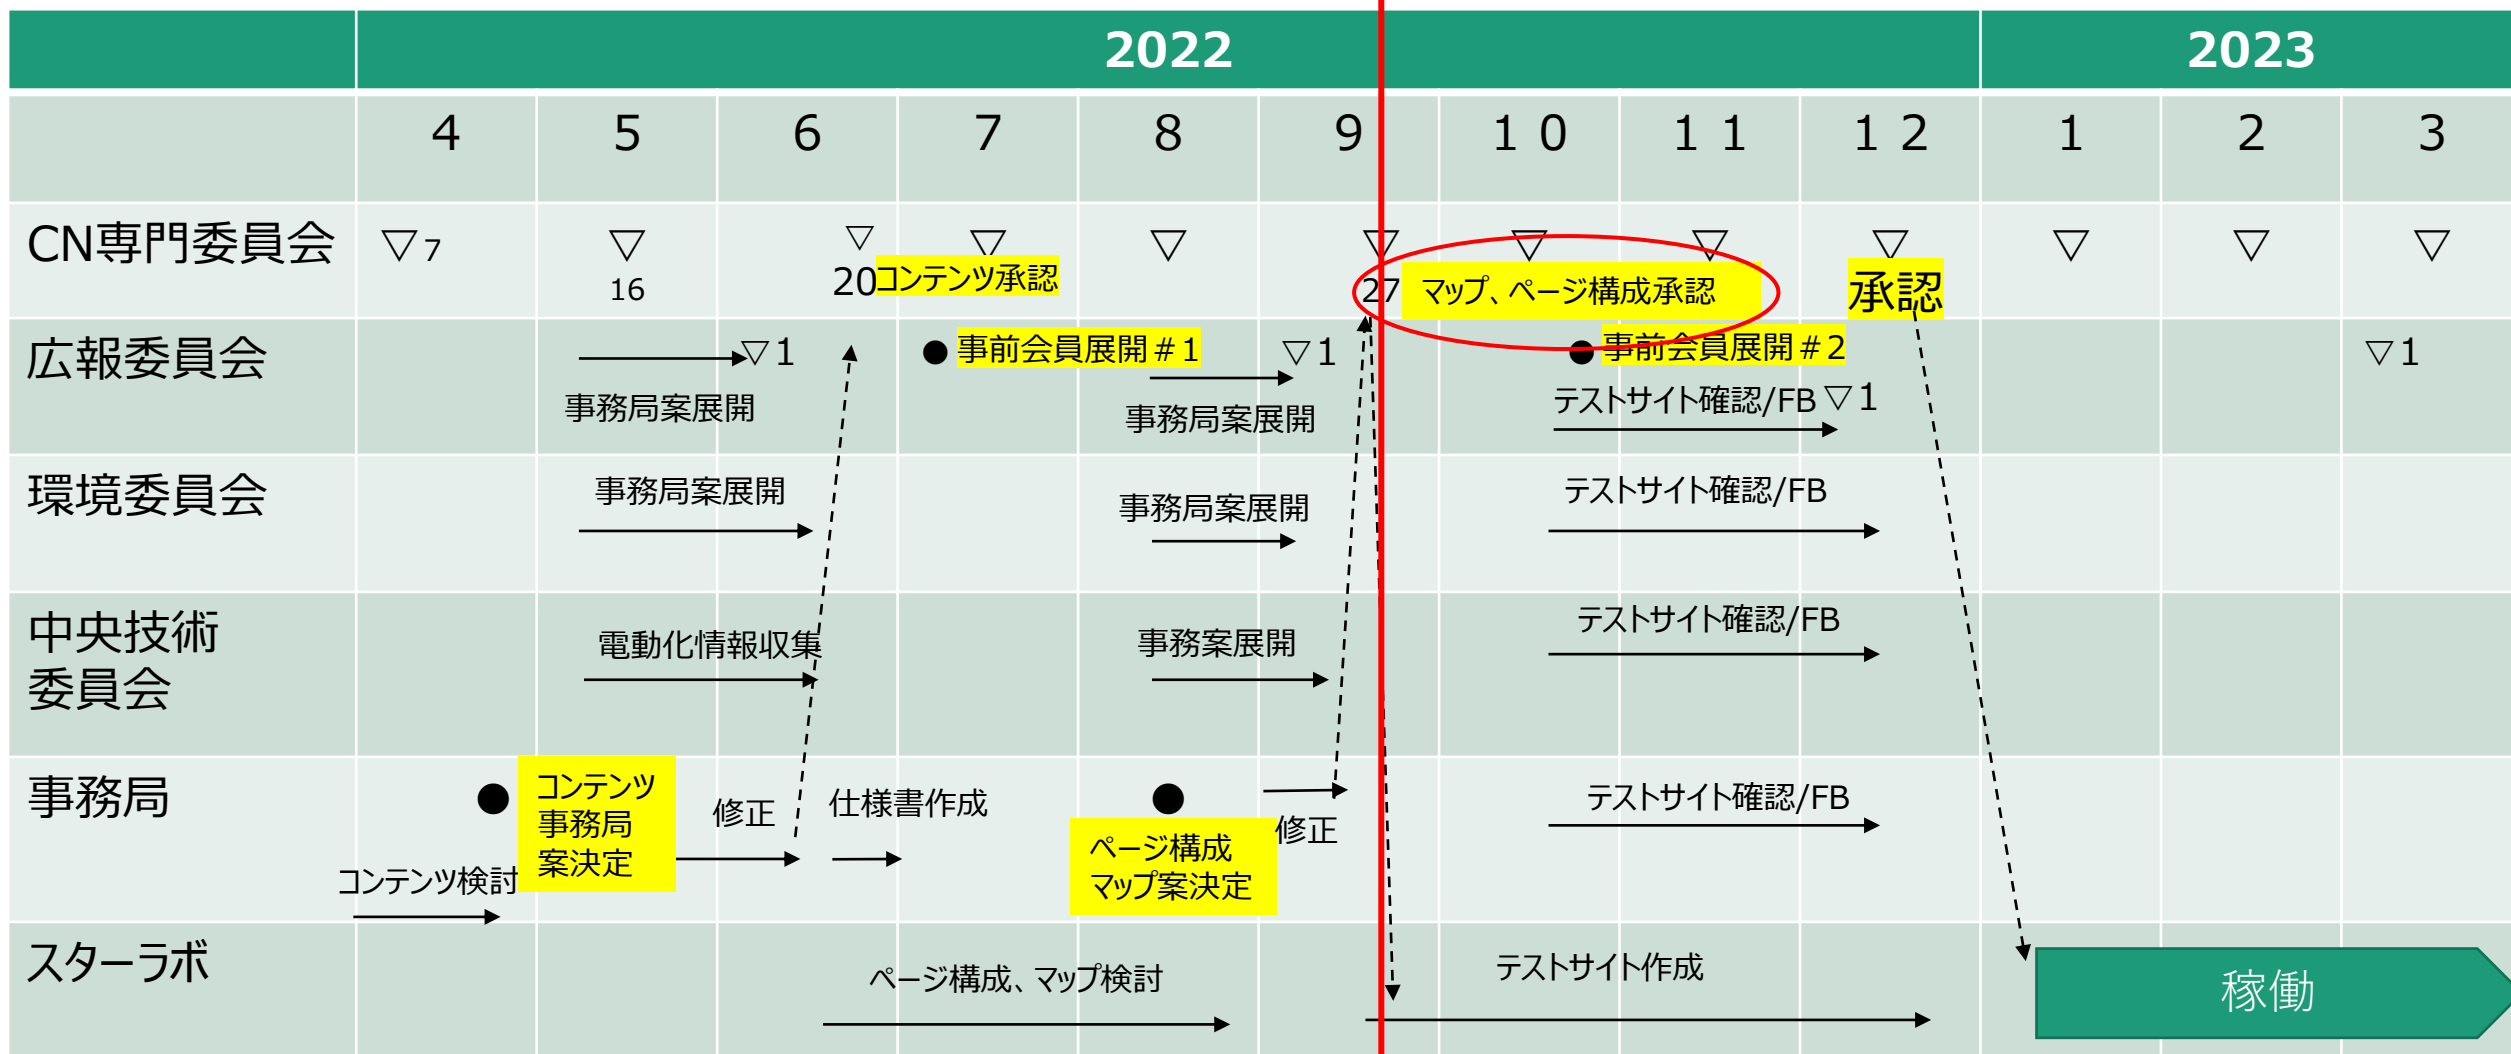 2022
2023
4
5
6
7
8
9
１０
１１
１２
1
2
3
CN専門委員会
▽7
▽
16
▽
20
コンテンツ承認
▽
▽
▽
27
マップ、ページ構成承認
▽
▽
▽
承認
▽
▽
▽
広報委員会
事務局案展開
▽1
●
事前会員展開＃1
事務局案展開
▽1
●
事前会員展開＃2
テストサイト確認/FB
▽1
▽1
環境委員会
事務局案展開
事務局案展開
テストサイト確認/FB
中央技術
委員会
電動化情報収集
事務案展開
テストサイト確認/FB
事務局
コンテンツ検討
●
コンテンツ
事務局
案決定
修正
仕様書作成
●
ページ構成
マップ案決定
修正
テストサイト確認/FB
スターラボ
ページ構成、マップ検討
テストサイト作成
稼働